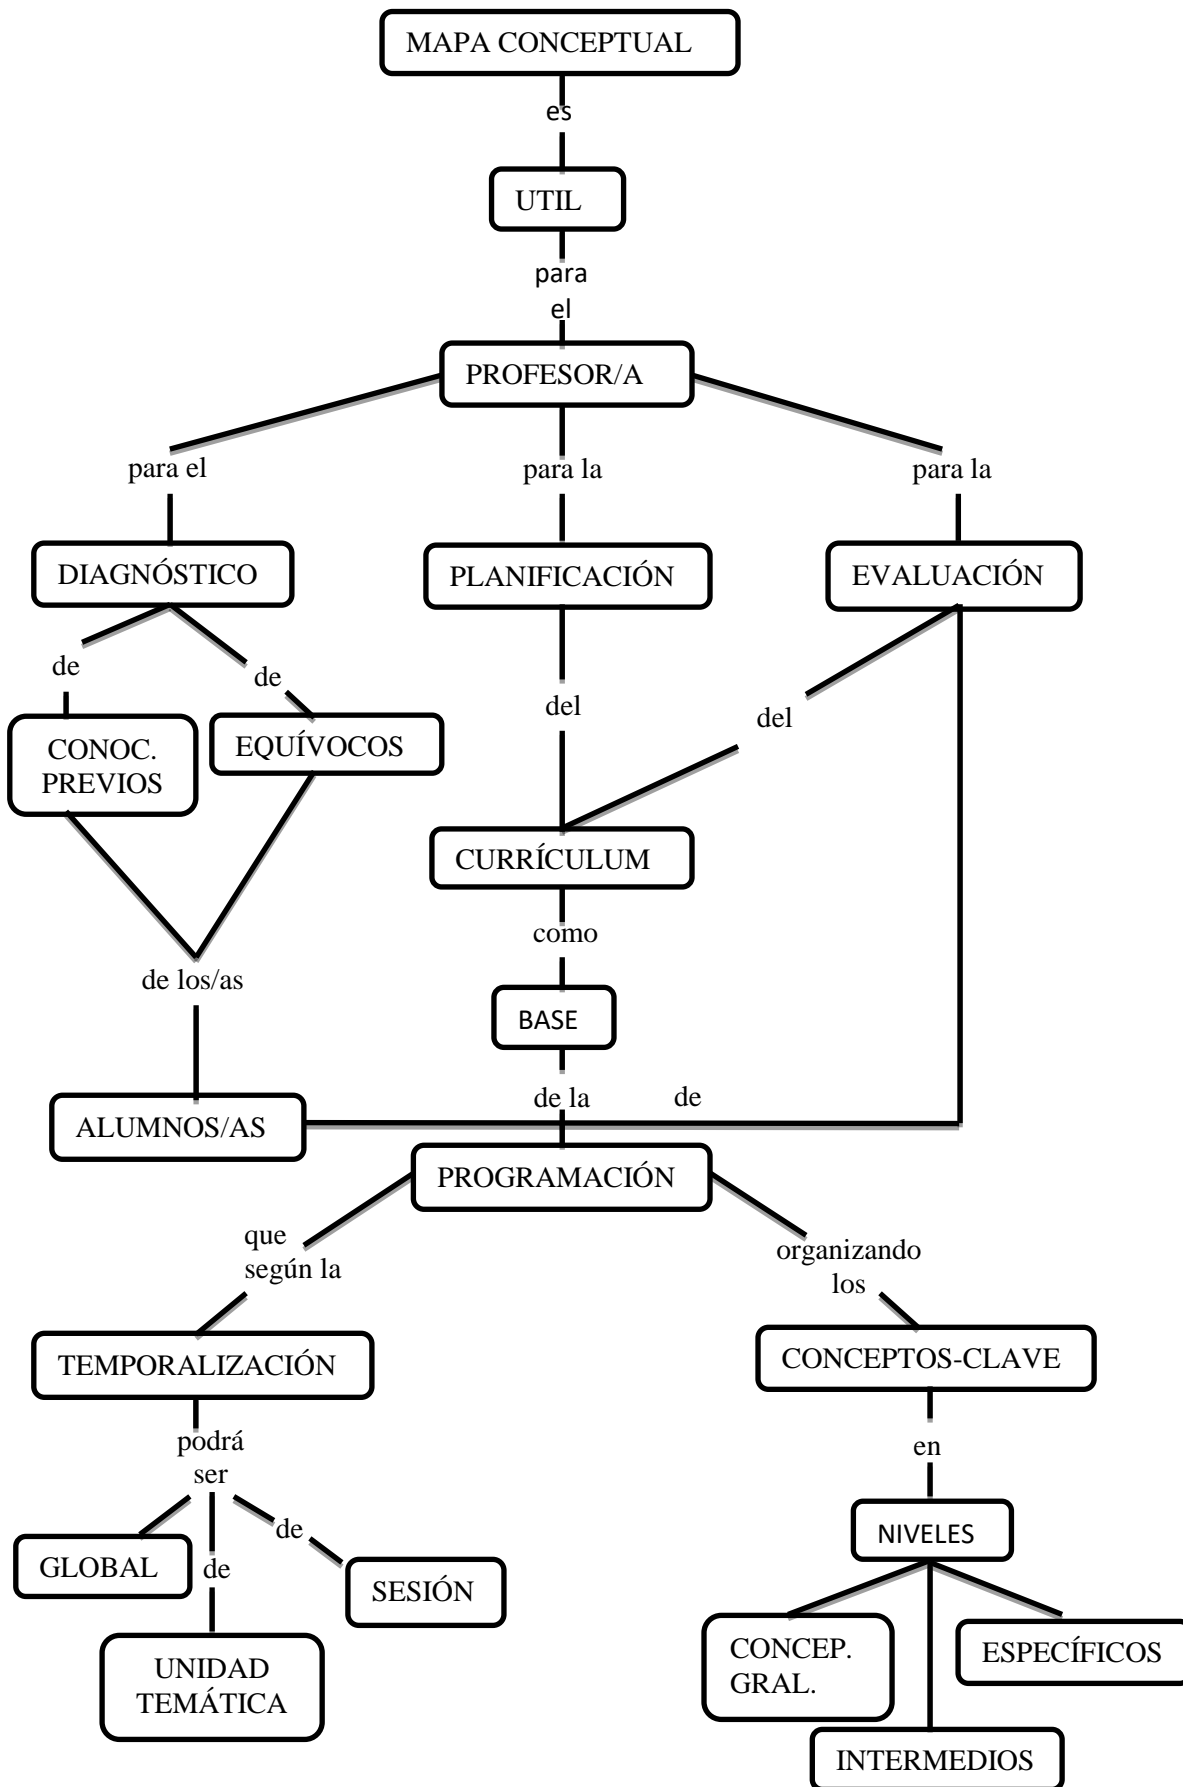 MAPA CONCEPTUAL
es
UTIL
para
el
PROFESOR/A
para el
para la
para la
DIAGNÓSTICO
PLANIFICACIÓN
EVALUACIÓN
de
de
del
del
CONOC.
PREVIOS
EQUÍVOCOS
CURRÍCULUM
como
de los/as
BASE
de la
de
ALUMNOS/AS
PROGRAMACIÓN
que
según la
organizando
los
TEMPORALIZACIÓN
CONCEPTOS-CLAVE
podrá
ser
en
de
de
GLOBAL
SESIÓN
NIVELES
UNIDAD
TEMÁTICA
CONCEP.
GRAL.
ESPECÍFICOS
INTERMEDIOS